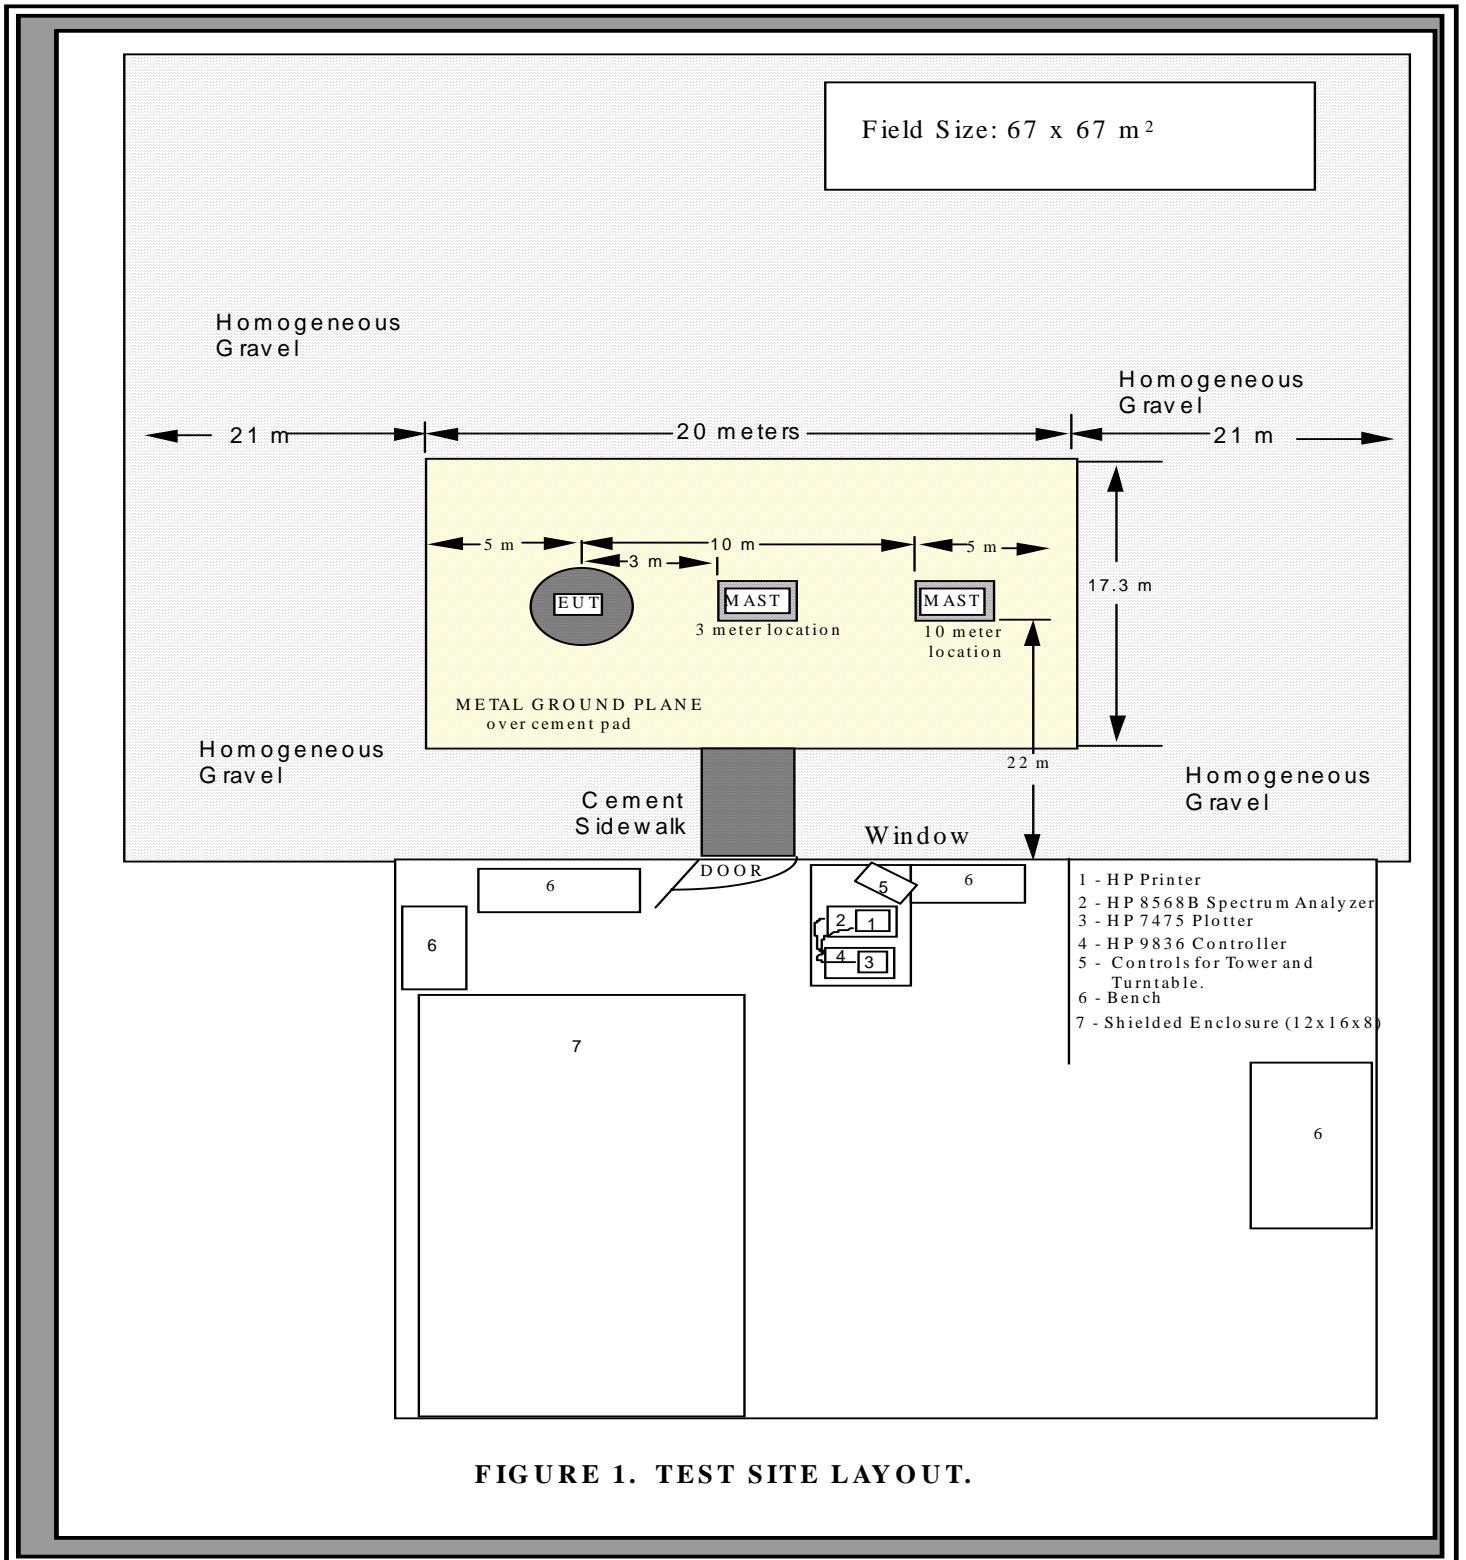 Field Size: 67 x 67 m²
Homogeneous
Gravel
Homogeneous
Gravel
21 m
20 meters
21 m
5 m
10 m
5 m
3 m
17.3 m
EUT
MAST
MAST
3 meter location
10 meter
location
METAL GROUND PLANE
over cement pad
Homogeneous
Gravel
22 m
Homogeneous
Gravel
Cement
Sidewalk
Window
DOOR
6
5
6
6
2
1
4
3
1 - HP Printer
2 - HP 8568B Spectrum Analyzer
3 - HP 7475 Plotter
4 - HP 9836 Controller
5 - Controls for Tower and
Turntable.
6 - Bench
7 - Shielded Enclosure (12x16x8)
7
6
FIGURE 1. TEST SITE LAYOUT.